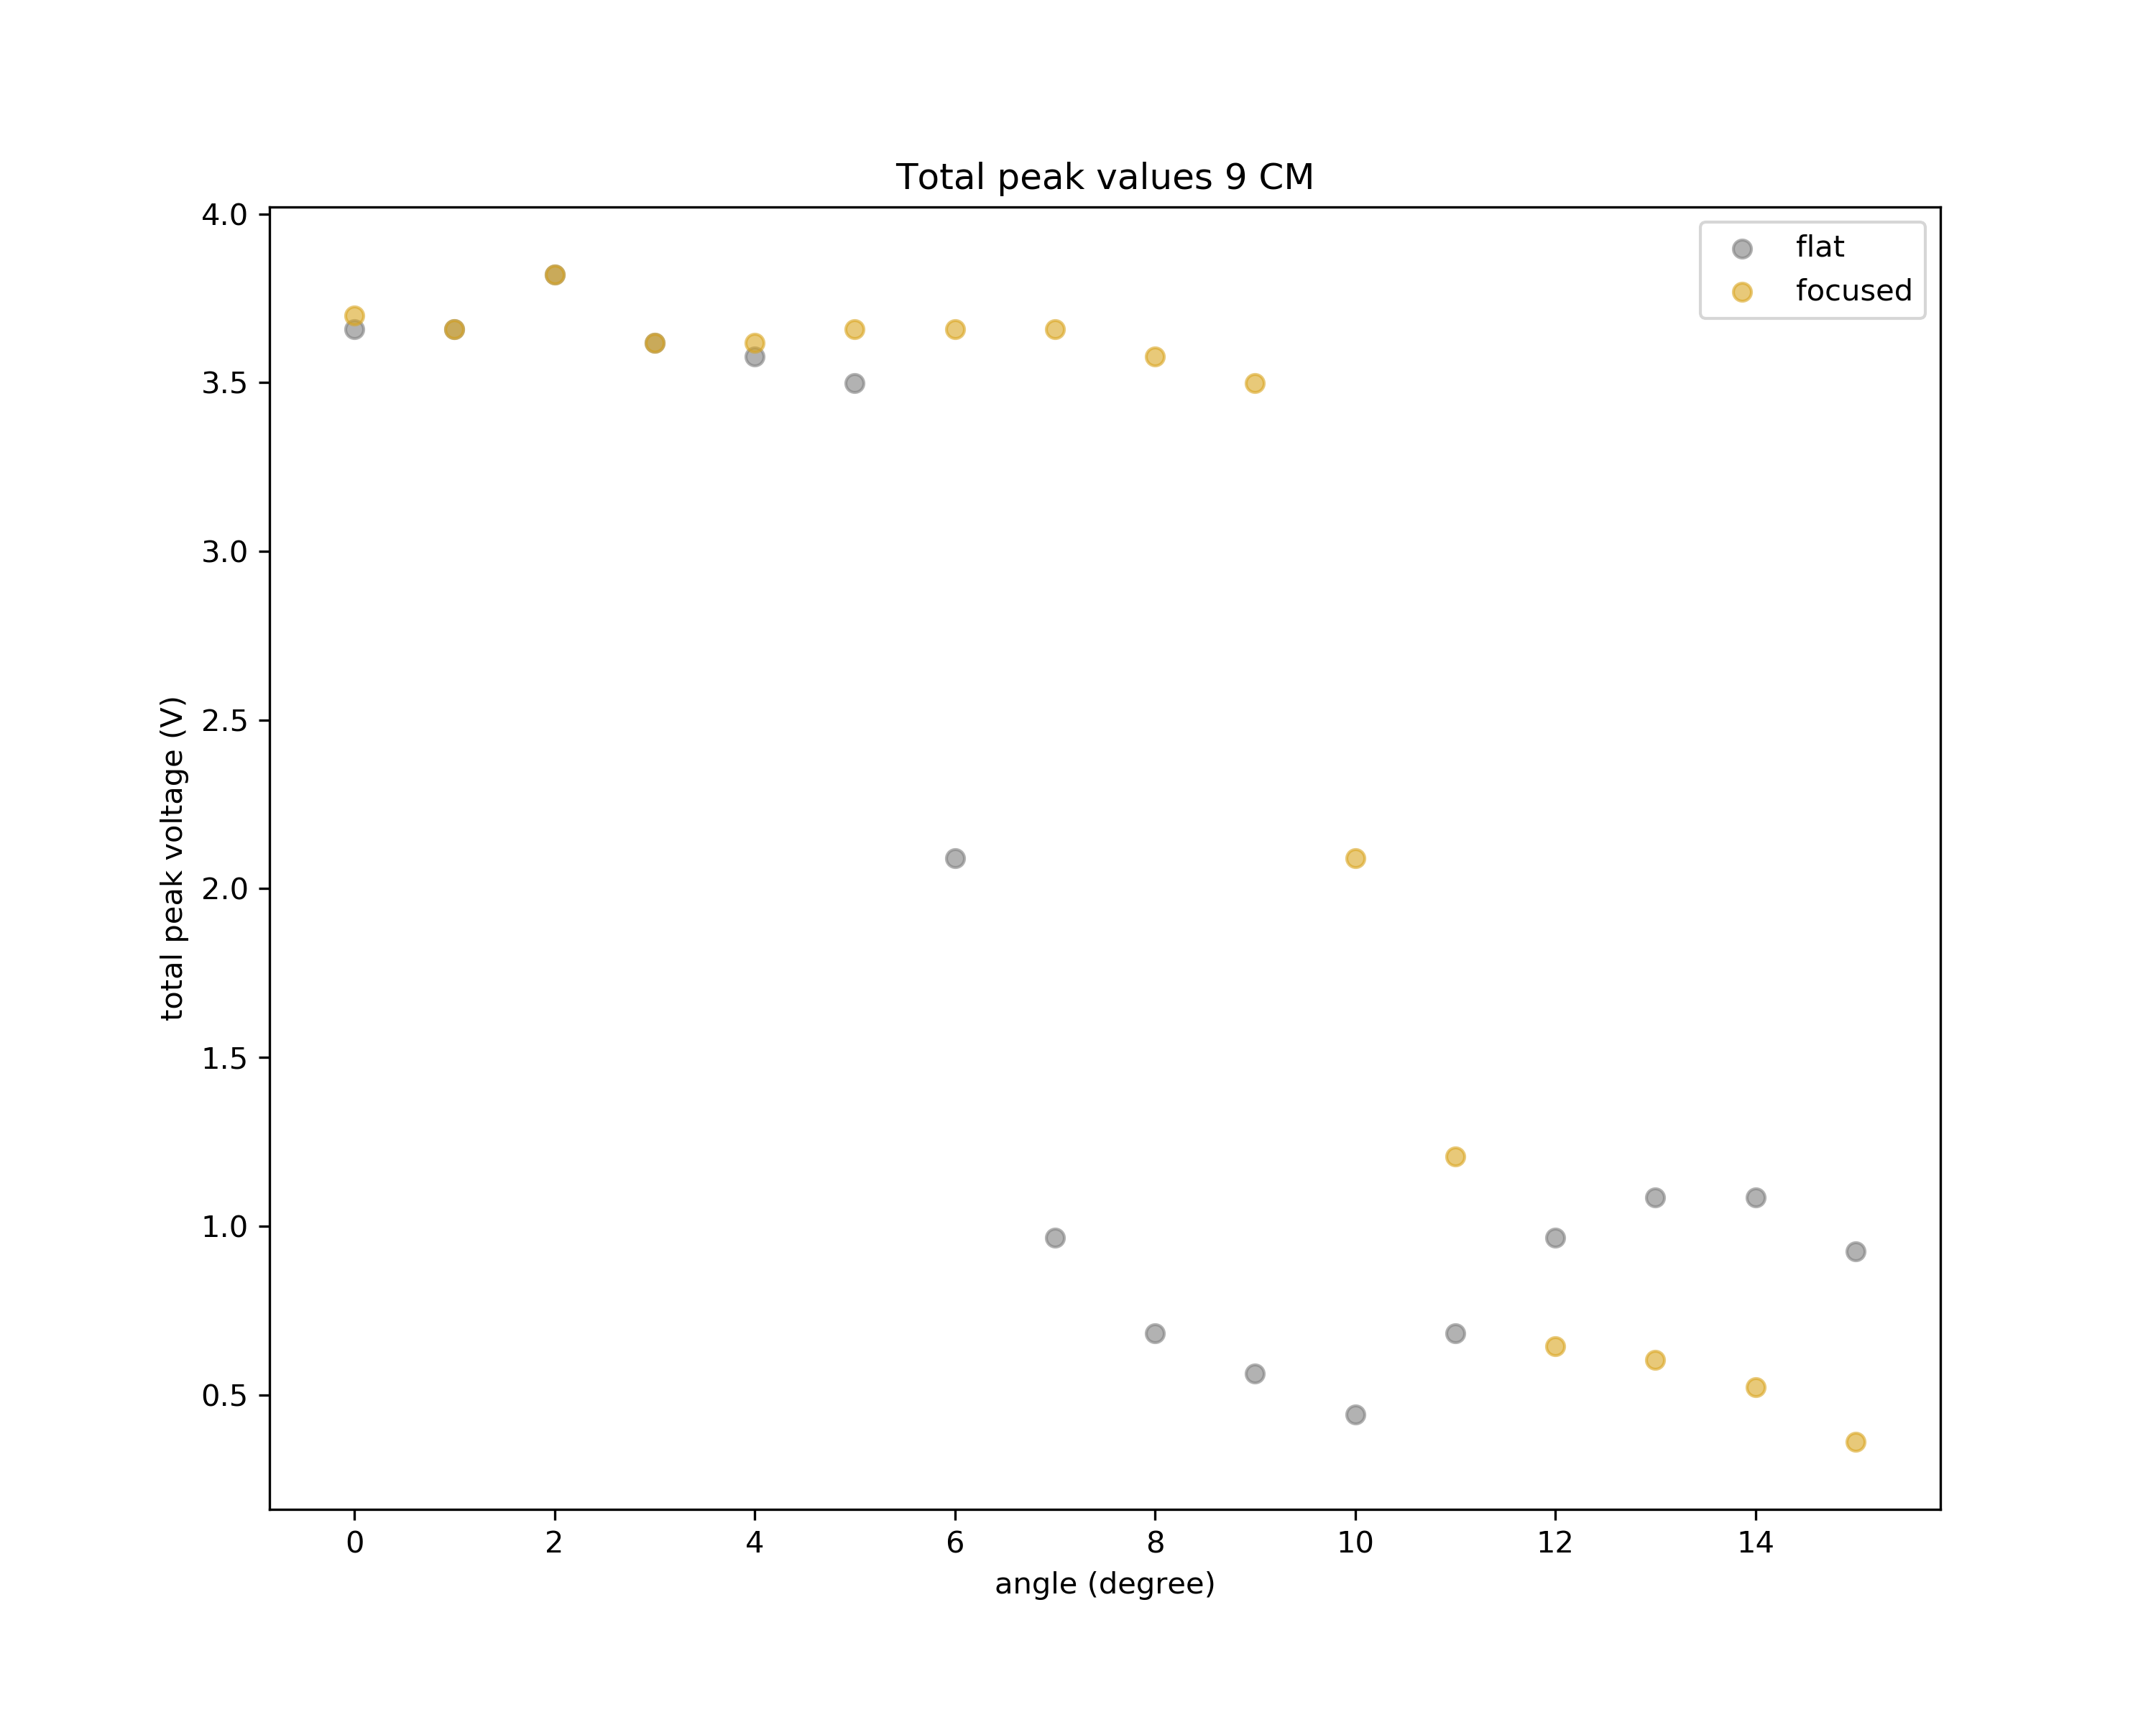 Total peak values 9 CM
flat
focused
4.0
3.5
3.0
2.5
2.0
1.5
1.0
0.5
total peak voltage (V)
0 2 4 6 8 10 12 14
angle (degree)